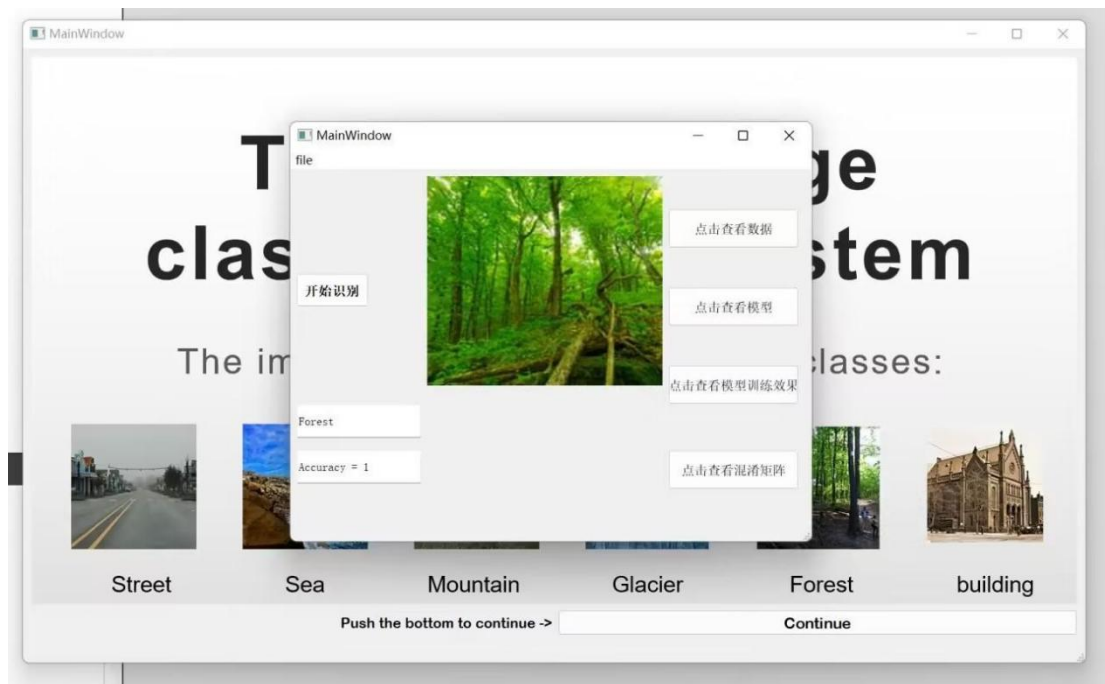 MainWindow
MainWindow
file
T ge
clas stem
The im classes:
开始识别
点击查看数据
点击查看模型
点击查看模型训练效果
点击查看混淆矩阵
Forest
Accuracy = 1
Street Sea Mountain Glacier Forest building
Push the bottom to continue -> Continue